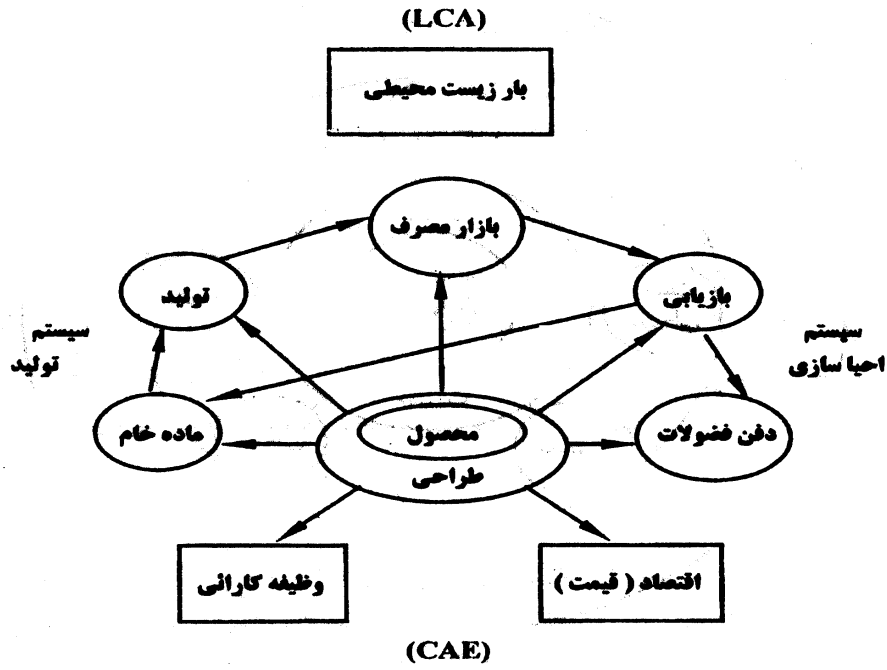 (LCA)
بار زیست محیطی
بازار مصرف
تولید
بازیابی
سیستم
تولید
سیستم
احیا سازی
ماده خام
محصول
طراحی
دفن فضولات
وظیفه کارائی
اقتصاد ( قیمت )
(CAE)